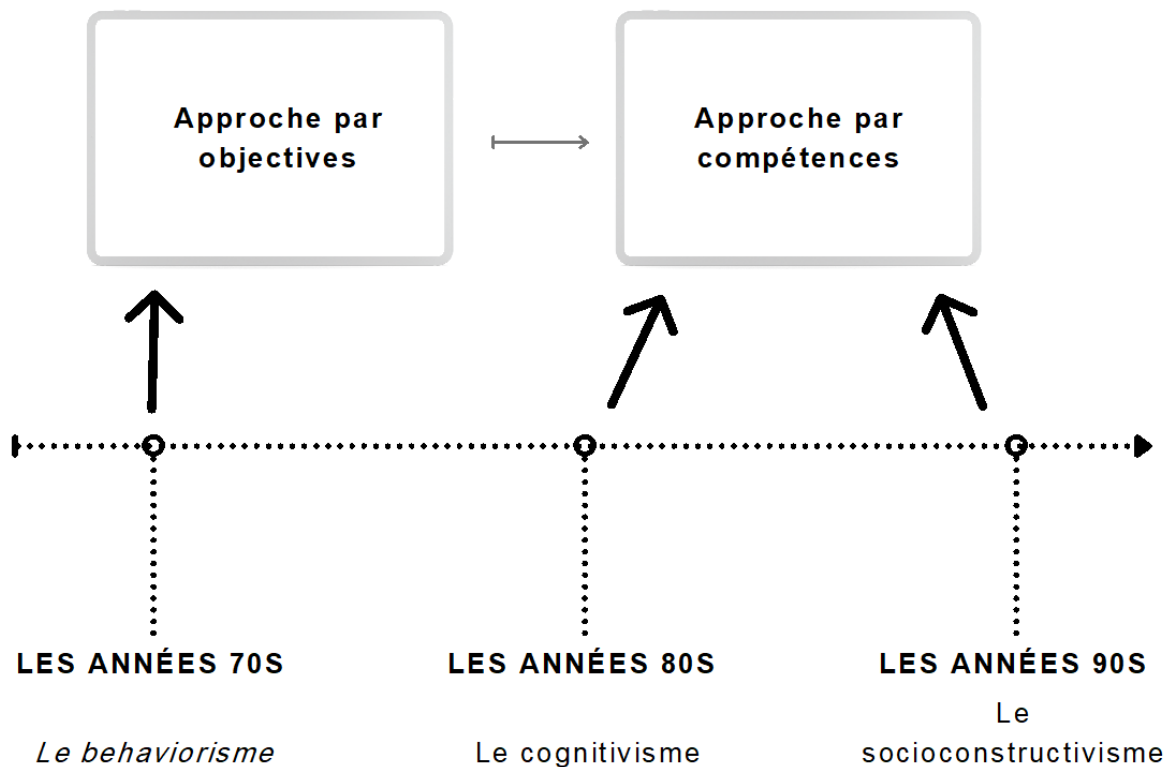 Approche par
objectives
Approche par
compétences
LES ANNÉES 70S
LES ANNÉES 80S
LES ANNÉES 90S
Le behaviorisme
Le cognitivisme
Le
socioconstructivisme